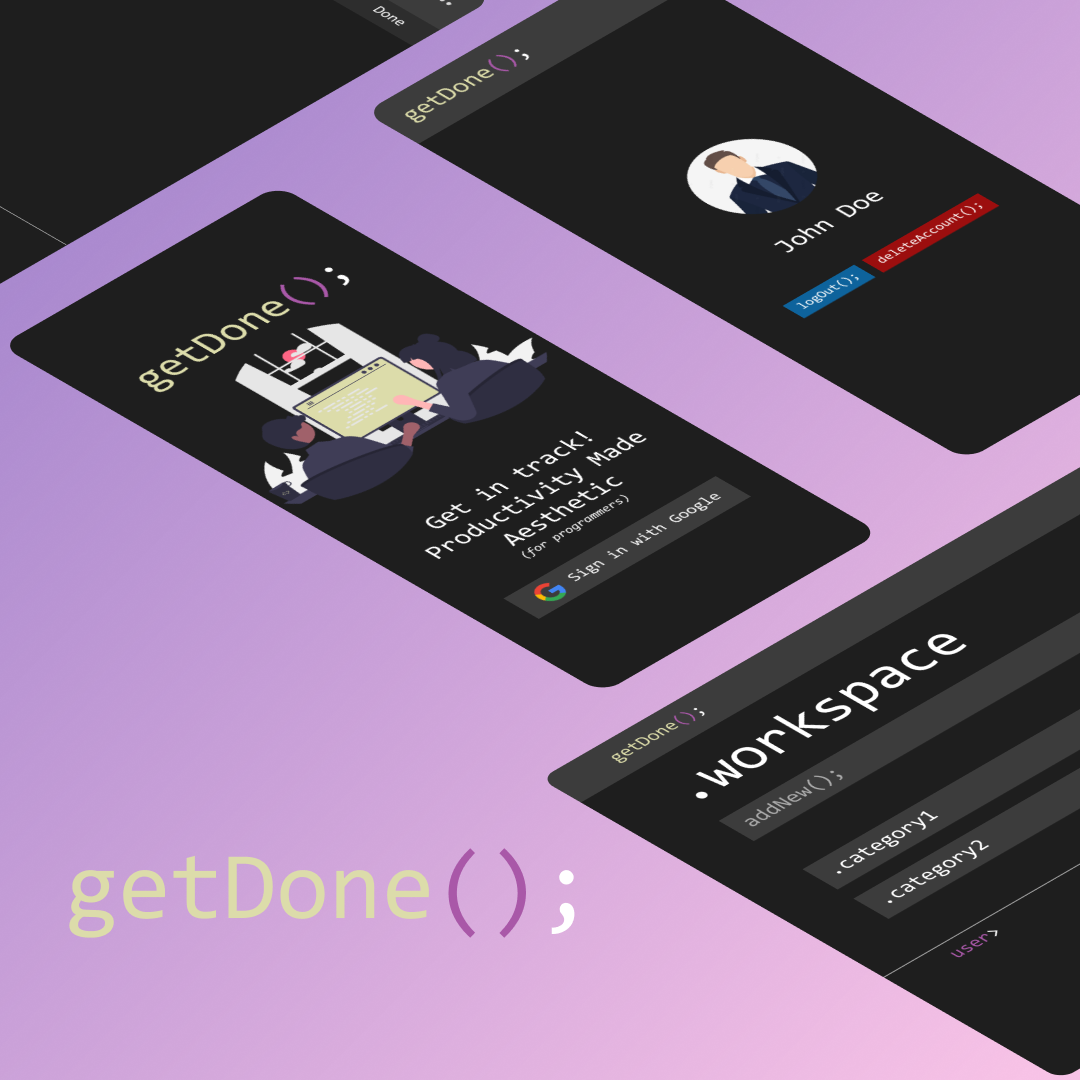 Done
getDone();
John Doe
logOut();
deleteAccount();
getDone();
Get in track!
Productivity Made
Aesthetic
(for programmers)
Sign in with Google
getDone();
.workspace
addNew();
.category1
.category2
user>
getDone();